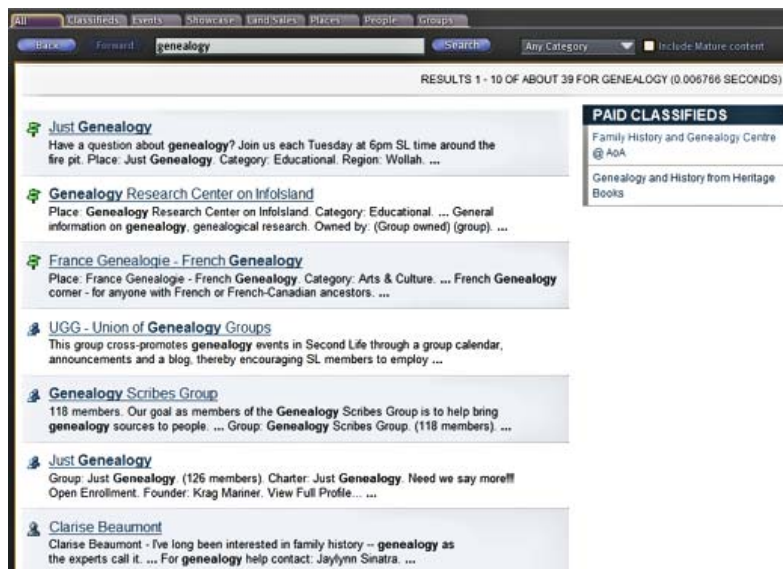 All Classifieds Events Showcase Land Sales Places People Groups
Back Forward genealogy Search Any Category Include Mature content
RESULTS 1 - 10 OF ABOUT 39 FOR GENEALOGY (0.006766 SECONDS)
Just Genealogy
Have a question about genealogy? Join us each Tuesday at 6pm SL time around the
fire pit. Place: Just Genealogy. Category: Educational. Region: Wollah. ...
Genealogy Research Center on InfoIsland
Place: Genealogy Research Center on InfoIsland. Category: Educational. ... General
information on genealogy, genealogical research. Owned by: (Group owned) (group). ...
France Genealogie - French Genealogy
Place: France Genealogie - French Genealogy. Category: Arts & Culture. ... French Genealogy
corner - for anyone with French or French-Canadian ancestors. ...
UGG - Union of Genealogy Groups
This group cross-promotes genealogy events in Second Life through a group calendar,
announcements and a blog, thereby encouraging SL members to employ ...
Genealogy Scribes Group
118 members. Our goal as members of the Genealogy Scribes Group is to help bring
genealogy sources to people. ... Group: Genealogy Scribes Group. (118 members). ...
Just Genealogy
Group: Just Genealogy. (126 members). Charter: Just Genealogy. Need we say more!!!
Open Enrollment. Founder: Krag Mariner. View Full Profile... ...
Clarise Beaumont
Clarise Beaumont - I've long been interested in family history -- genealogy as
the experts call it. ... For genealogy help contact: Jaylynn Sinatra. ...
PAID CLASSIFIEDS
Family History and Genealogy Centre
@ AoA
Genealogy and History from Heritage
Books